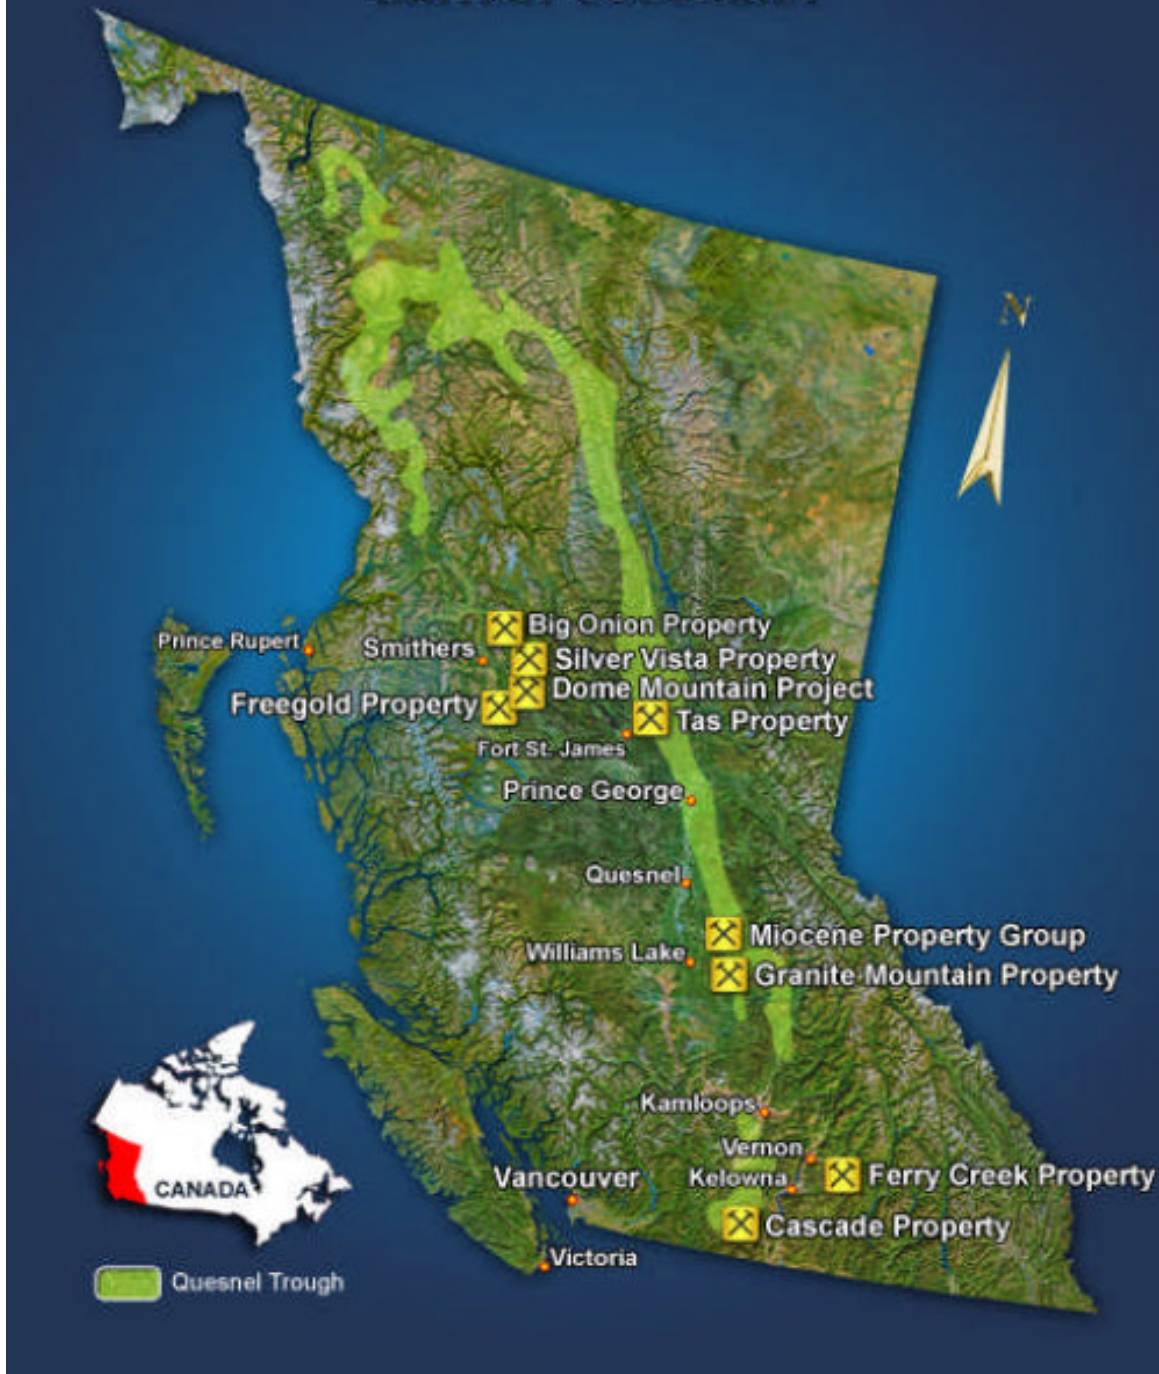 N
Prince Rupert
Smithers
Big Onion Property
Silver Vista Property
Dome Mountain Project
Freegold Property
Tas Property
Fort St. James
Prince George
Quesnel
Miocene Property Group
Williams Lake
Granite Mountain Property
Kamloops
Vernon
Vancouver
Kelowna
Ferry Creek Property
CANADA
Cascade Property
Victoria
Quesnel Trough